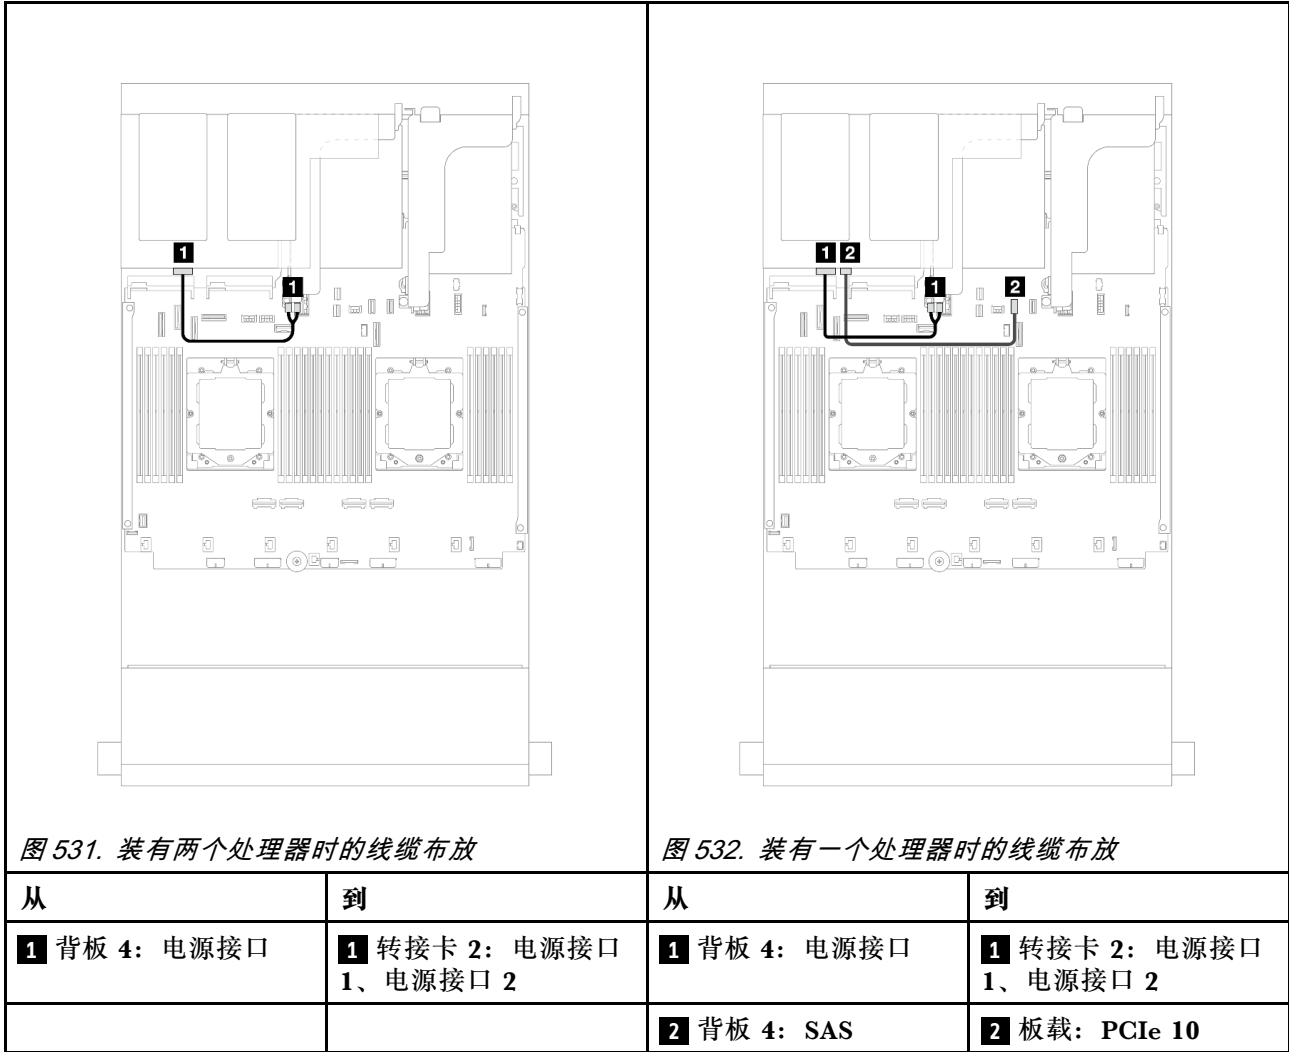 1
1
1 2
1
2
图 531. 装有两个处理器时的线缆布放
图 532. 装有一个处理器时的线缆布放
从 到 从 到
1 背板 4：电源接口
1 转接卡 2：电源接口
1、电源接口 2
1 背板 4：电源接口
1 转接卡 2：电源接口
1、电源接口 2
2 背板 4：SAS
2 板载：PCIe 10